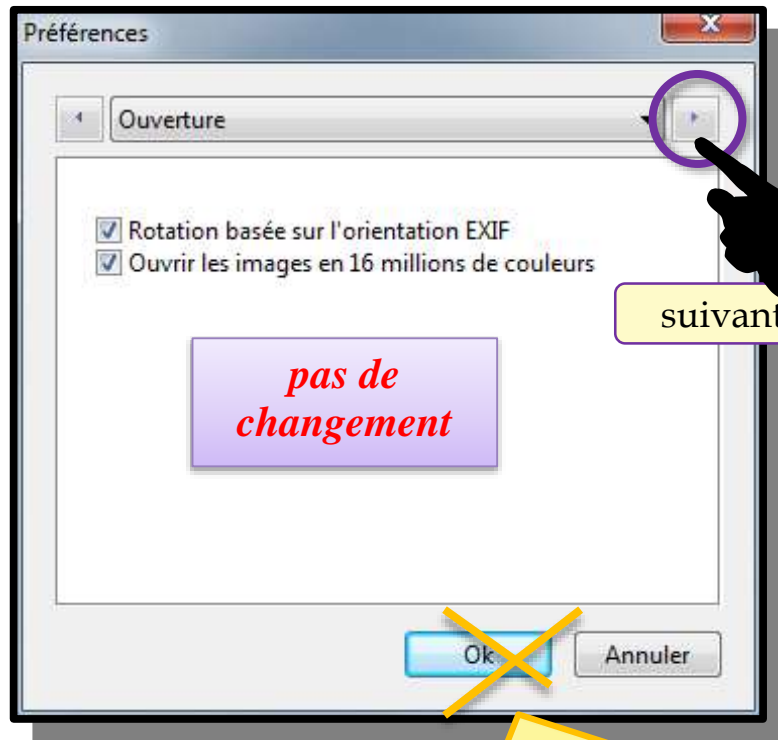 Préférences
Ouverture
Rotation basée sur l'orientation EXIF
Ouvrir les images en 16 millions de couleurs
suivant
pas de
changement
Ok
Annuler